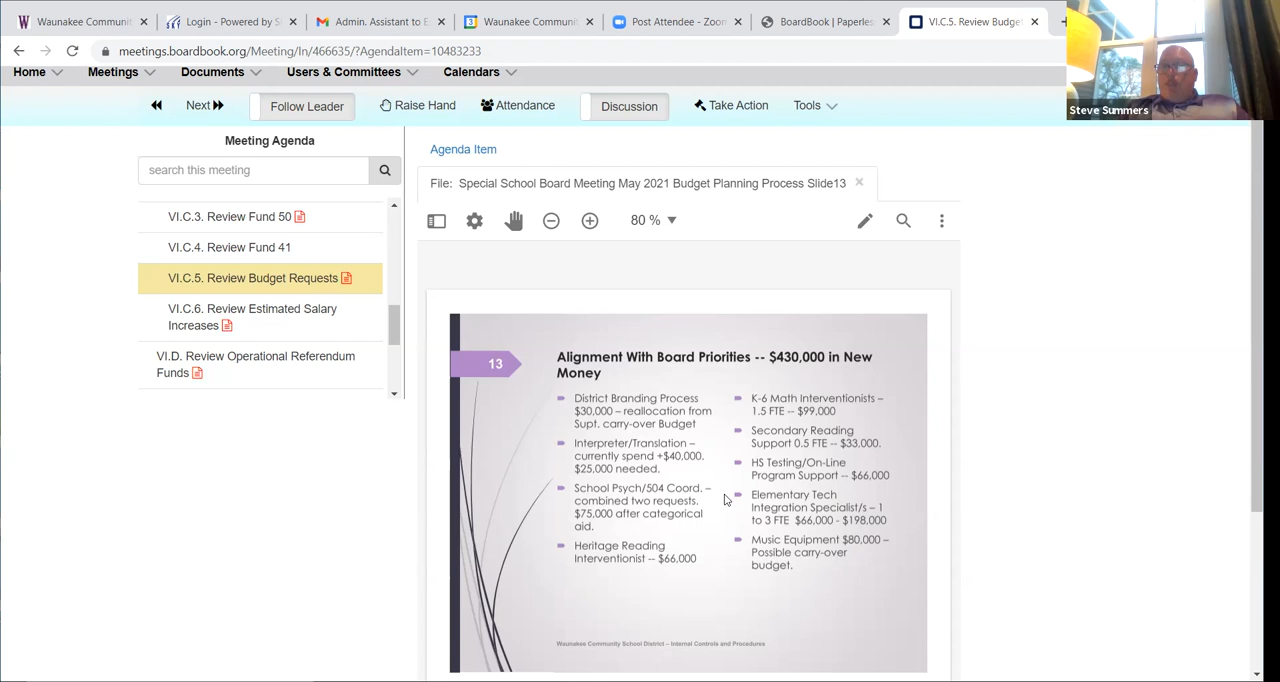 Waunakee Communit
Login - Powered by S
Admin. Assistant to E
Waunakee Communit
Post Attendee - Zoon
BoardBook | Paperles
VI.C.5. Review Budget
meetings.boardbook.org/Meeting/In/466635/?AgendaItem=10483233
Home Meetings Documents Users & Committees Calendars
Next Follow Leader Raise Hand Attendance Discussion Take Action Tools
Steve Summers
Meeting Agenda
search this meeting
VI.C.3. Review Fund 50
VI.C.4. Review Fund 41
VI.C.5. Review Budget Requests
VI.C.6. Review Estimated Salary
Increases
VI.D. Review Operational Referendum
Funds
Agenda Item
File: Special School Board Meeting May 2021 Budget Planning Process Slide13
80 %
13
Alignment With Board Priorities -- $430,000 in New
Money
District Branding Process
$30,000 – reallocation from
Supt. carry-over Budget
Interpreter/Translation –
currently spend +$40,000.
$25,000 needed.
School Psych/504 Coord. –
combined two requests.
$75,000 after categorical
aid.
Heritage Reading
Interventionist -- $66,000
K-6 Math Interventionists –
1.5 FTE -- $99,000
Secondary Reading
Support 0.5 FTE -- $33,000.
HS Testing/On-Line
Program Support -- $66,000
Elementary Tech
Integration Specialist/s – 1
to 3 FTE $66,000 - $198,000
Music Equipment $80,000 –
Possible carry-over
budget.
Waunakee Community School District – Internal Controls and Procedures